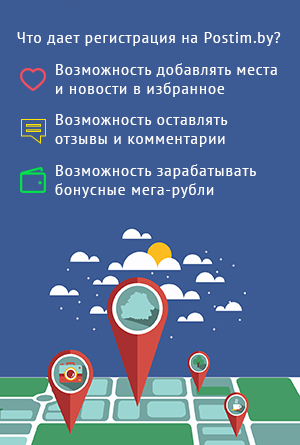 Что дает регистрация на Postim.by?
Возможность добавлять места
и новости в избранное
Возможность оставлять
отзывы и комментарии
Возможность зарабатывать
бонусные мега-рубли